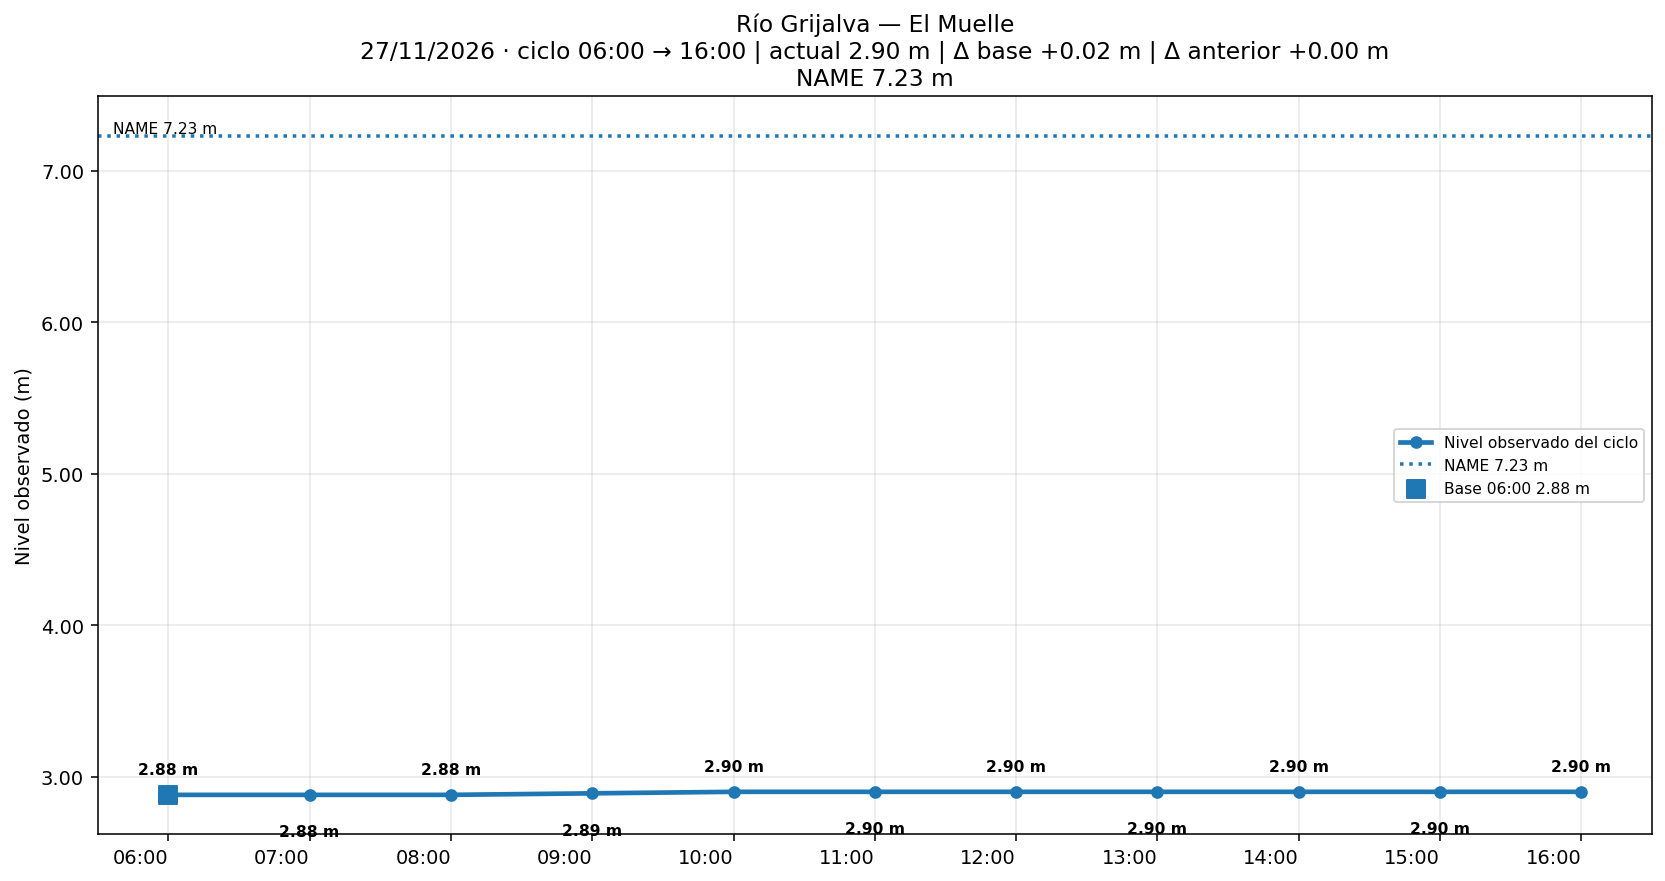 Río Grijalva — El Muelle
27/11/2026 · ciclo 06:00 → 16:00 | actual 2.90 m | Δ base +0.02 m | Δ anterior +0.00 m
NAME 7.23 m
NAME 7.23 m
7.00
6.00
5.00
4.00
3.00
Nivel observado (m)
Nivel observado del ciclo
NAME 7.23 m
Base 06:00 2.88 m
2.88 m
2.88 m
2.88 m
2.89 m
2.90 m
2.90 m
2.90 m
2.90 m
2.90 m
2.90 m
2.90 m
06:00
07:00
08:00
09:00
10:00
11:00
12:00
13:00
14:00
15:00
16:00